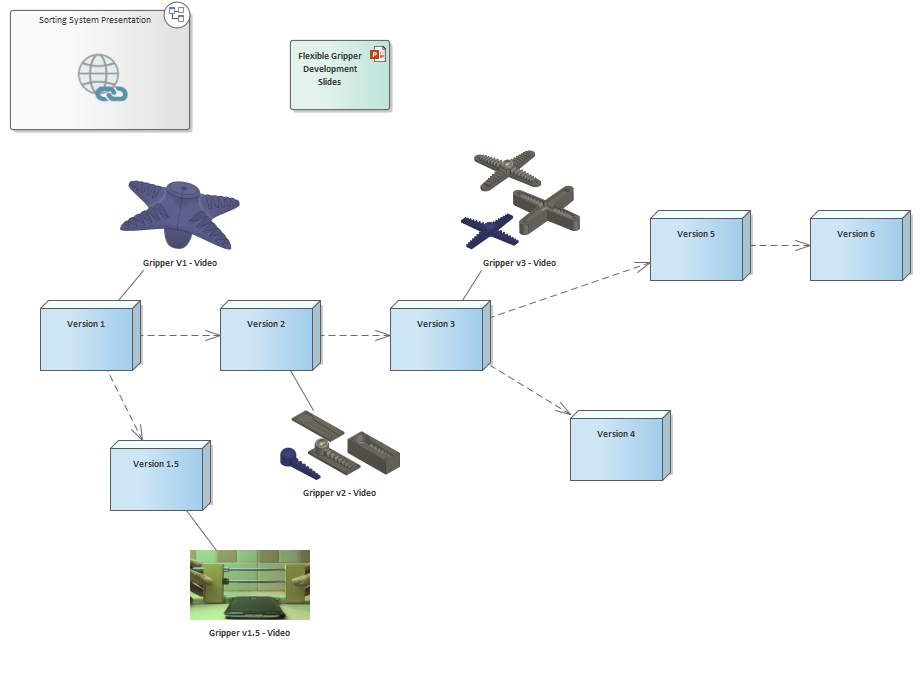 Sorting System Presentation
Flexible Gripper
Development
Slides
Gripper V1 - Video
Gripper v3 - Video
Version 5
Version 6
Version 1
Version 2
Version 3
Version 4
Version 1.5
Gripper v2 - Video
Gripper v1.5 - Video